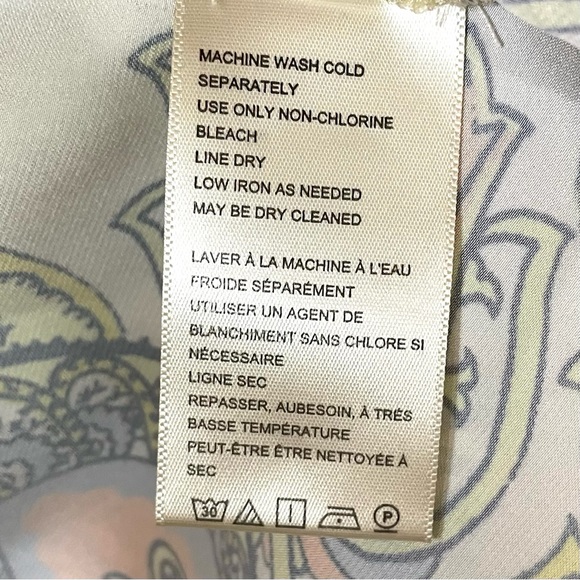 MACHINE WASH COLD
SEPARATELY
USE ONLY NON-CHLORINE
BLEACH
LINE DRY
LOW IRON AS NEEDED
MAY BE DRY CLEANED
LAVER À LA MACHINE À L'EAU
FROIDE SÉPARÉMENT
UTILISER UN AGENT DE
BLANCHIMENT SANS CHLORE SI
NÉCESSAIRE
LIGNE SEC
REPASSER, AUBESOIN, À TRÉS
BASSE TEMPÉRATURE
PEUT-ÊTRE ÊTRE NETTOYÉE À
SEC
30 P